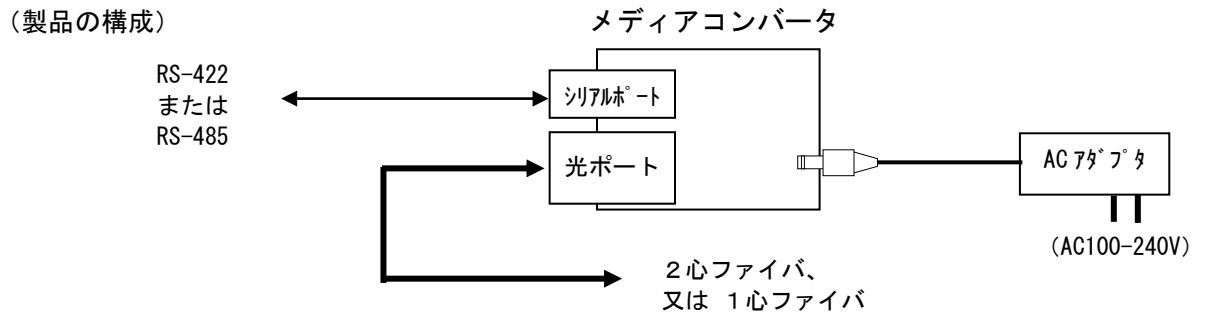 （製品の構成）
メディアコンバータ
RS-422
または
RS-485
ｼﾘｱﾙﾎﾟｰﾄ
光ポート
ACｱﾀﾞﾌﾟﾀ
(AC100-240V)
２心ファイバ、
又は １心ファイバ